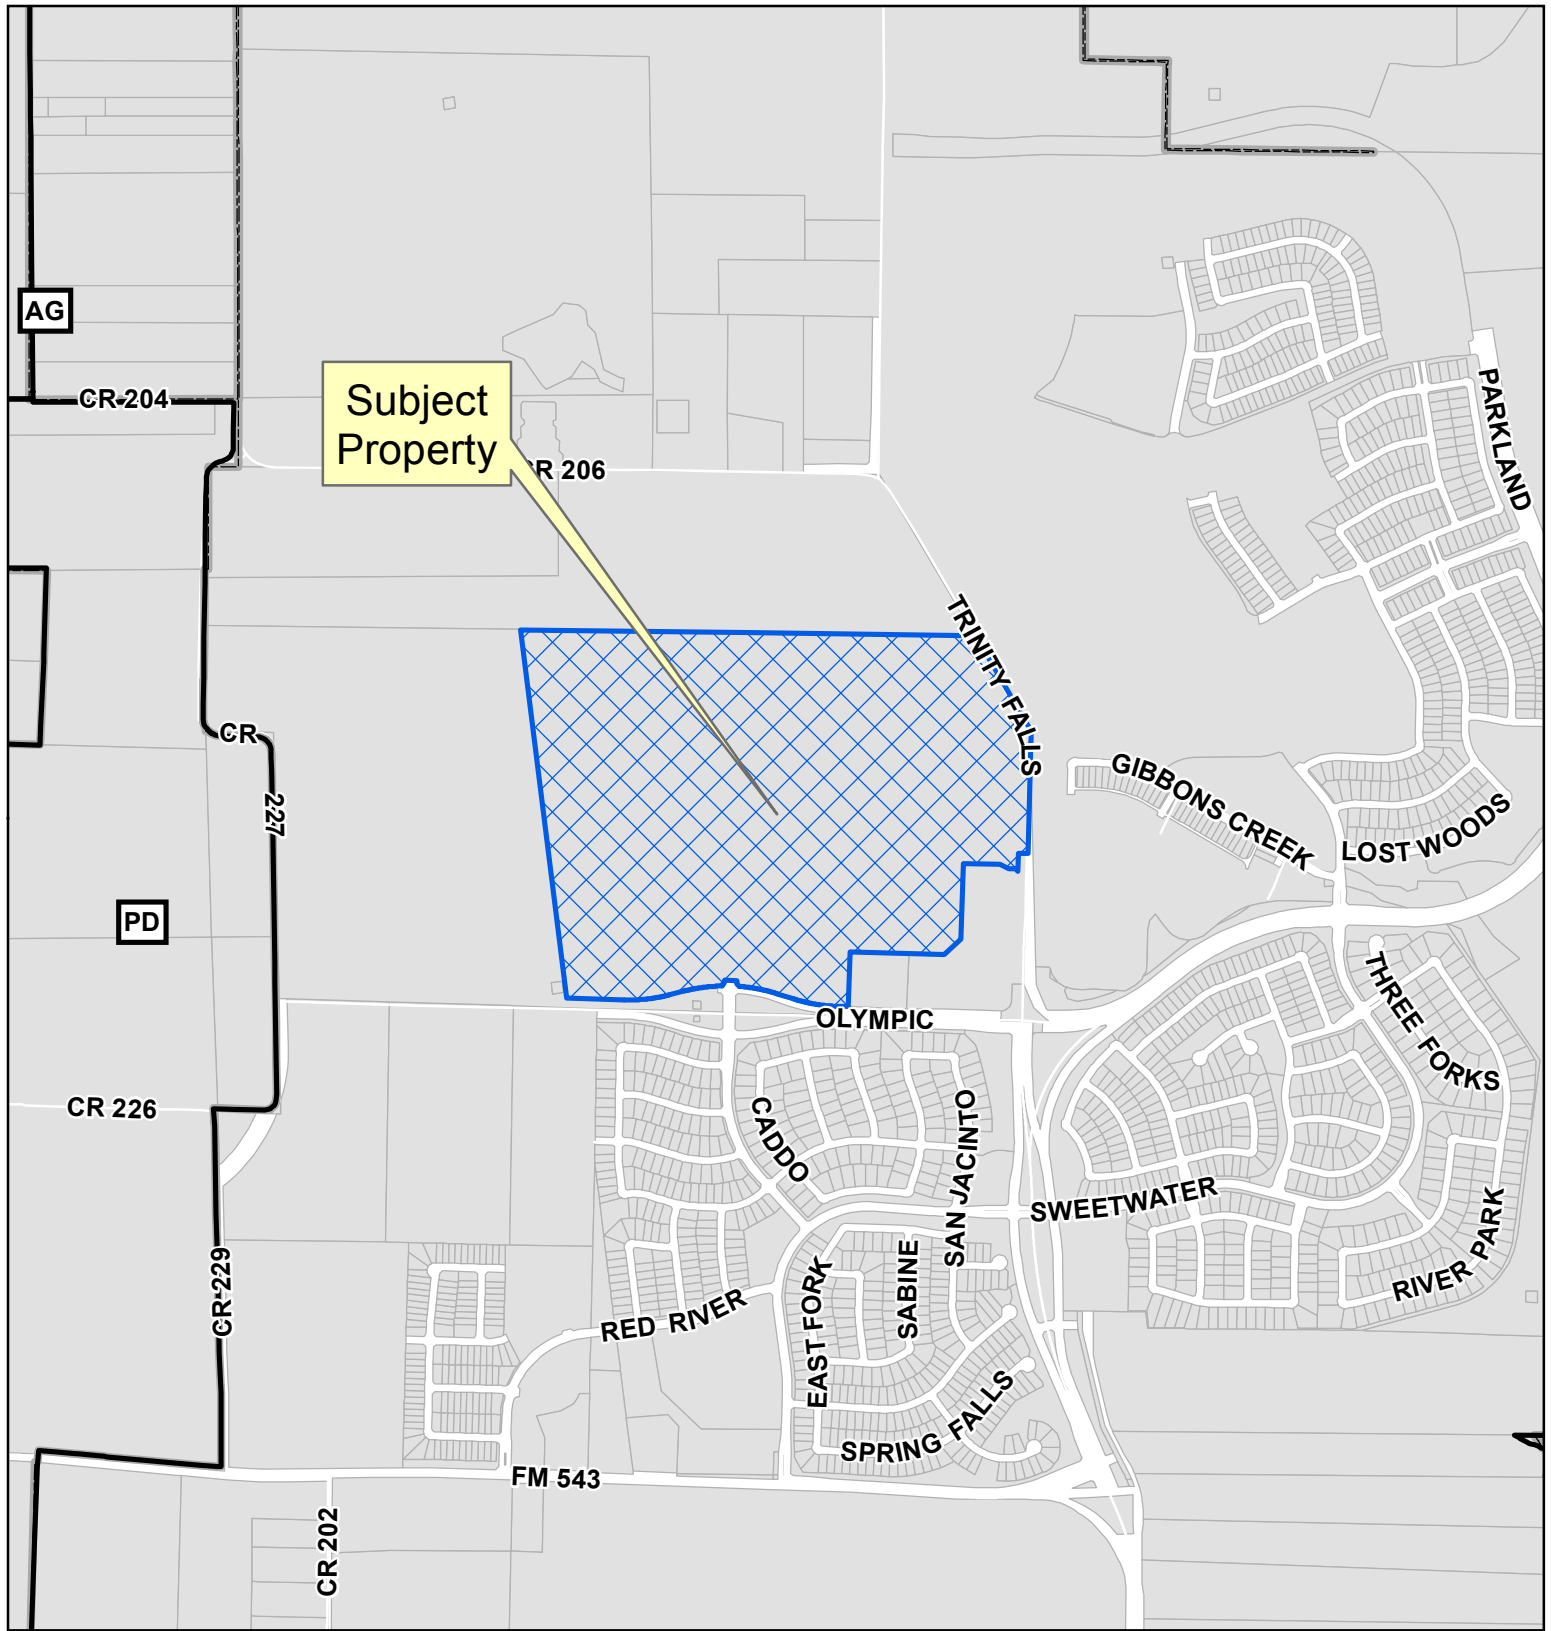 AG
CR 204
Subject
Property
CR 206
PARKLAND
TRINITY FALLS
CR
227
GIBBONS CREEK
LOST WOODS
PD
THREE FORKS
OLYMPIC
CR 226
CADDO
SAN JACINTO
SWEETWATER
RIVER PARK
CR 229
EAST FORK
SABINE
RED RIVER
SPRING FALLS
FM 543
CR 202